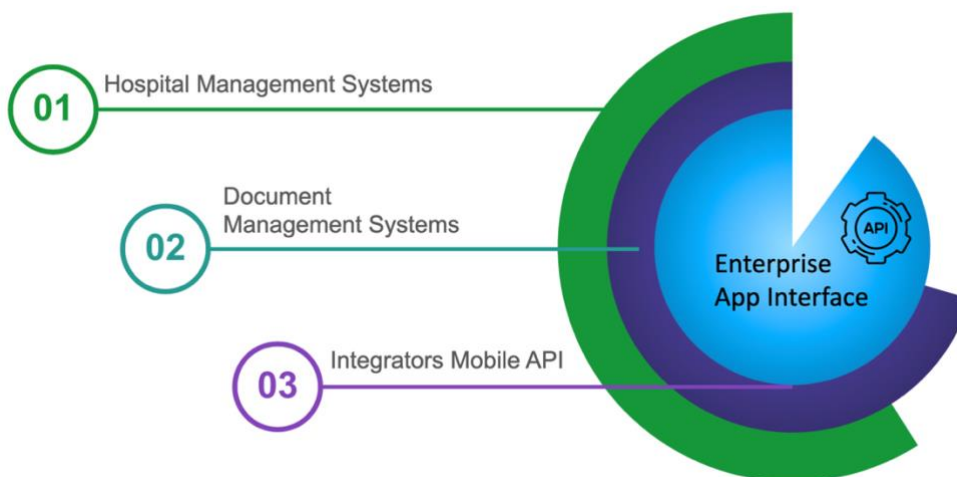 01
Hospital Management Systems
02
Document
Management Systems
03
Integrators Mobile API
Enterprise
App Interface
API